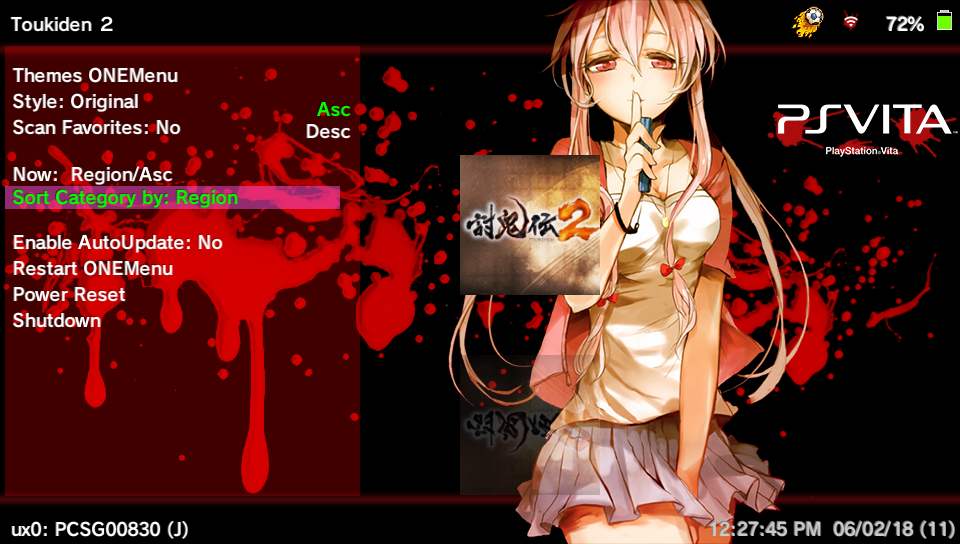 Toukiden 2
72%
Themes ONEMenu
Style: Original
Scan Favorites: No
Asc
Desc
Now: Region/Asc
Sort Category by: Region
Enable AutoUpdate: No
Restart ONEMenu
Power Reset
Shutdown
討鬼伝2
PSVITA
PlayStation®Vita
ux0: PCSG00830 (J)
12:27:45 PM 06/02/18 (11)